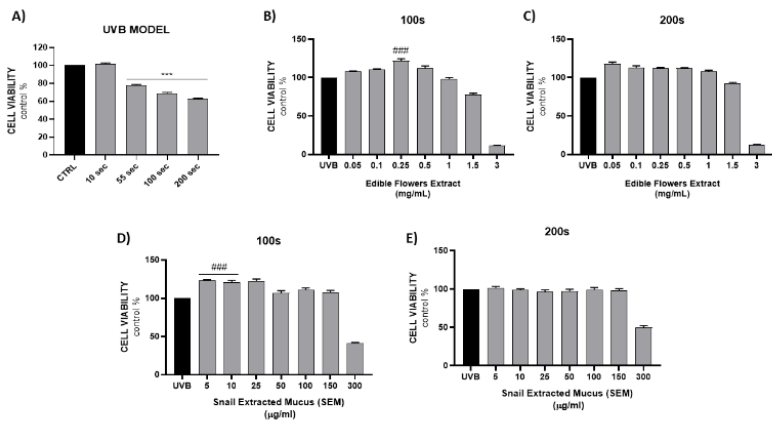 A)
UVB MODEL
CELL VIABILITY
control %
120
100
80
60
40
20
0
***
CTRL
10 sec
55 sec
100 sec
200 sec
B)
100s
CELL VIABILITY
control %
150
100
50
0
###
UVB 0.05 0.1 0.25 0.5 1 1.5 3
Edible Flowers Extract
(mg/mL)
C)
200s
CELL VIABILITY
control %
150
100
50
0
UVB 0.05 0.1 0.25 0.5 1 1.5 3
Edible Flowers Extract
(mg/mL)
D)
100s
CELL VIABILITY
control %
150
100
50
0
###
UVB 5 10 25 50 100 150 300
Snail Extracted Mucus (SEM)
(µg/ml)
E)
200s
CELL VIABILITY
control %
150
100
50
0
UVB 5 10 25 50 100 150 300
Snail Extracted Mucus (SEM)
(µg/ml)